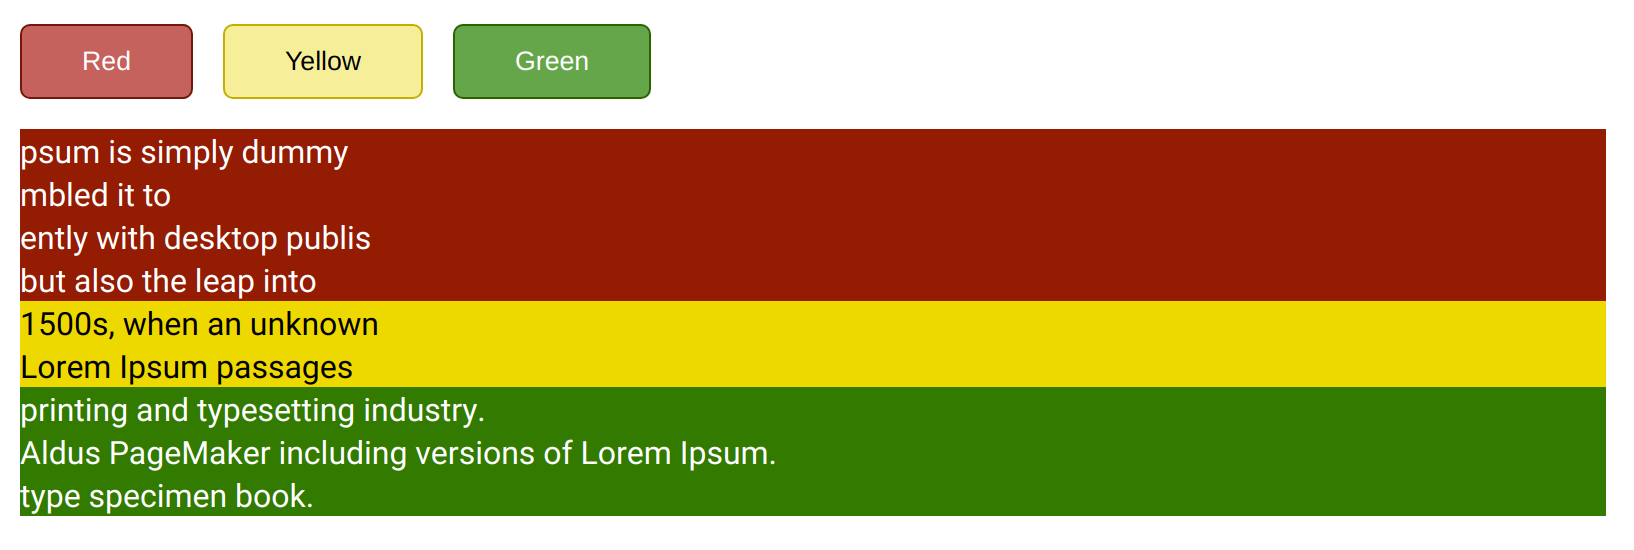 Red Yellow Green
psum is simply dummy
mbled it to
ently with desktop publis
but also the leap into
1500s, when an unknown
Lorem Ipsum passages
printing and typesetting industry.
Aldus PageMaker including versions of Lorem Ipsum.
type specimen book.